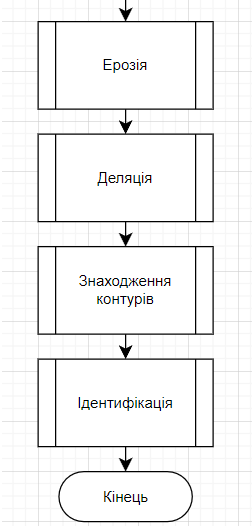 Ерозія
Деляція
Знаходження
контурів
Ідентифікація
Кінець